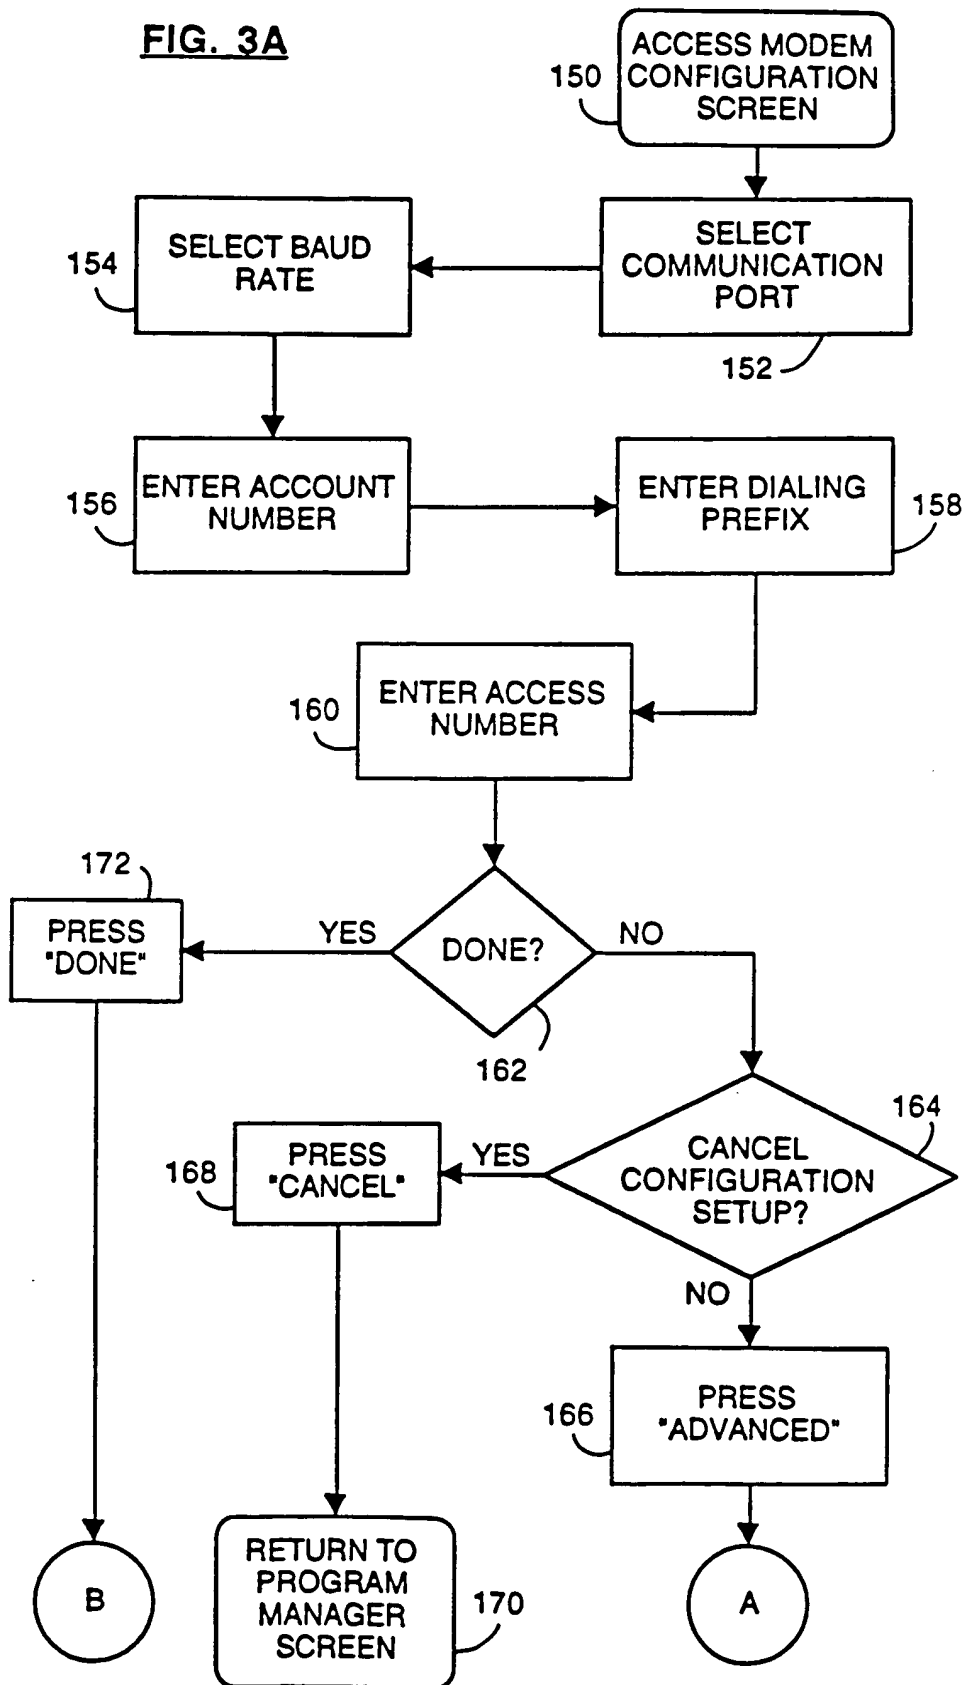 FIG. 3A
ACCESS MODEM
CONFIGURATION
SCREEN
150
SELECT
COMMUNICATION
PORT
152
SELECT BAUD
RATE
154
ENTER ACCOUNT
NUMBER
156
ENTER DIALING
PREFIX
158
ENTER ACCESS
NUMBER
160
DONE?
162
YES
NO
172
PRESS
"DONE"
164
CANCEL
CONFIGURATION
SETUP?
YES
NO
168
PRESS
"CANCEL"
166
PRESS
"ADVANCED"
B
RETURN TO
PROGRAM
MANAGER
SCREEN
170
A